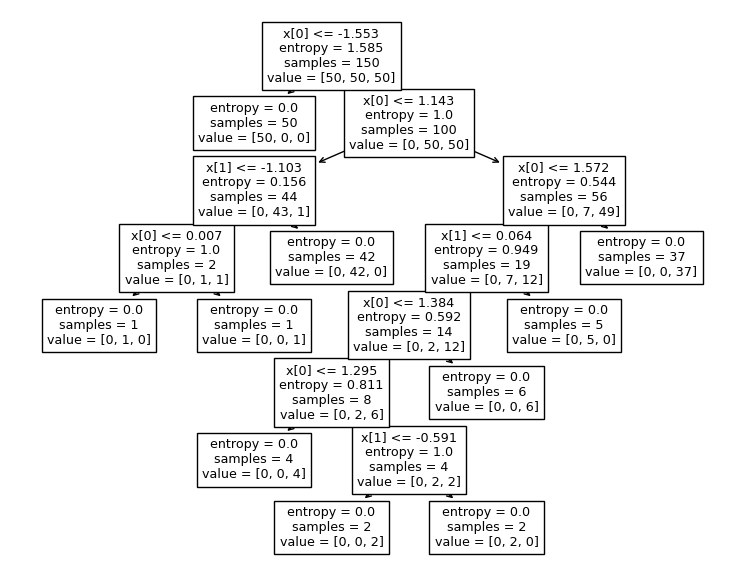 x[0] <= -1.553
entropy = 1.585
samples = 150
value = [50, 50, 50]
entropy = 0.0
samples = 50
value = [50, 0, 0]
x[0] <= 1.143
entropy = 1.0
samples = 100
value = [0, 50, 50]
x[1] <= -1.103
entropy = 0.156
samples = 44
value = [0, 43, 1]
x[0] <= 1.572
entropy = 0.544
samples = 56
value = [0, 7, 49]
x[0] <= 0.007
entropy = 1.0
samples = 2
value = [0, 1, 1]
entropy = 0.0
samples = 42
value = [0, 42, 0]
x[1] <= 0.064
entropy = 0.949
samples = 19
value = [0, 7, 12]
entropy = 0.0
samples = 37
value = [0, 0, 37]
entropy = 0.0
samples = 1
value = [0, 1, 0]
entropy = 0.0
samples = 1
value = [0, 0, 1]
x[0] <= 1.384
entropy = 0.592
samples = 14
value = [0, 2, 12]
entropy = 0.0
samples = 5
value = [0, 5, 0]
x[0] <= 1.295
entropy = 0.811
samples = 8
value = [0, 2, 6]
entropy = 0.0
samples = 6
value = [0, 0, 6]
entropy = 0.0
samples = 4
value = [0, 0, 4]
x[1] <= -0.591
entropy = 1.0
samples = 4
value = [0, 2, 2]
entropy = 0.0
samples = 2
value = [0, 0, 2]
entropy = 0.0
samples = 2
value = [0, 2, 0]